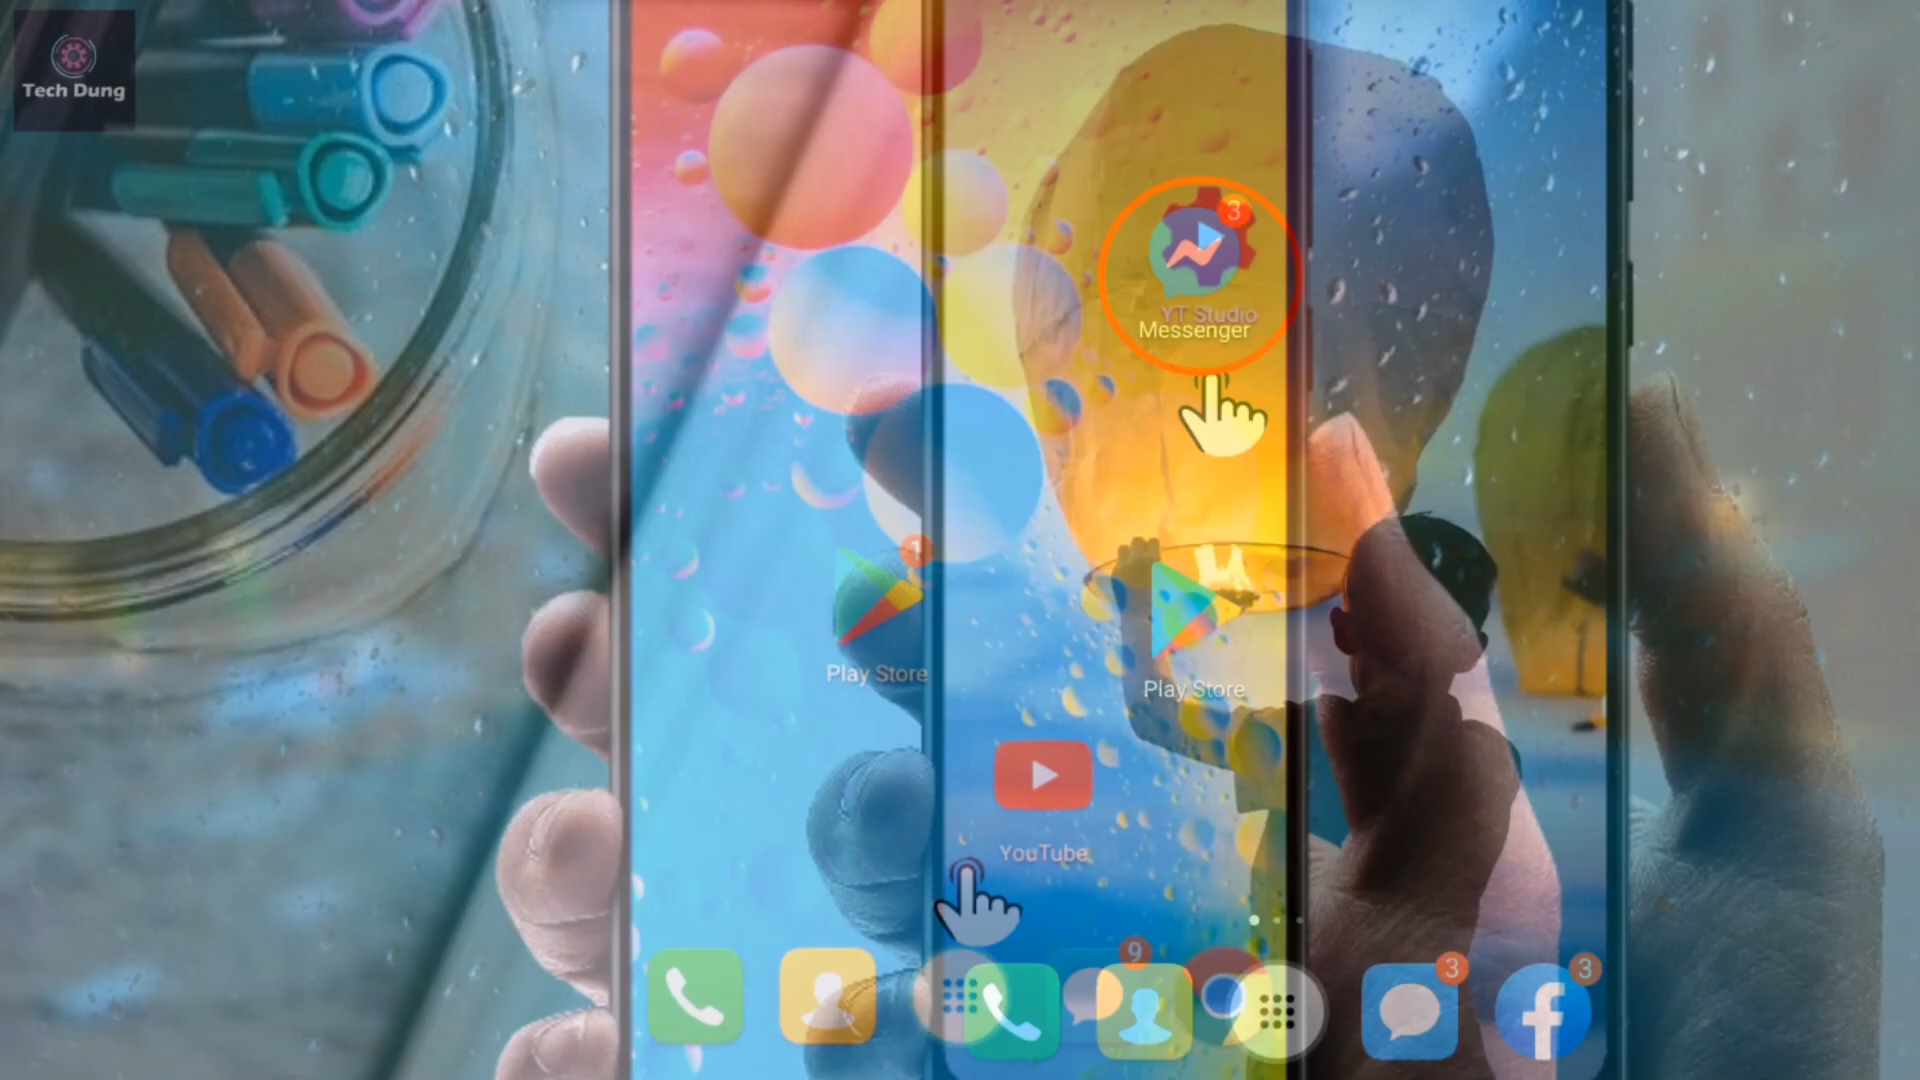 Tech Dung
3
YT Studio
Messenger
1
Play Store
Play Store
YouTube
9
3
3